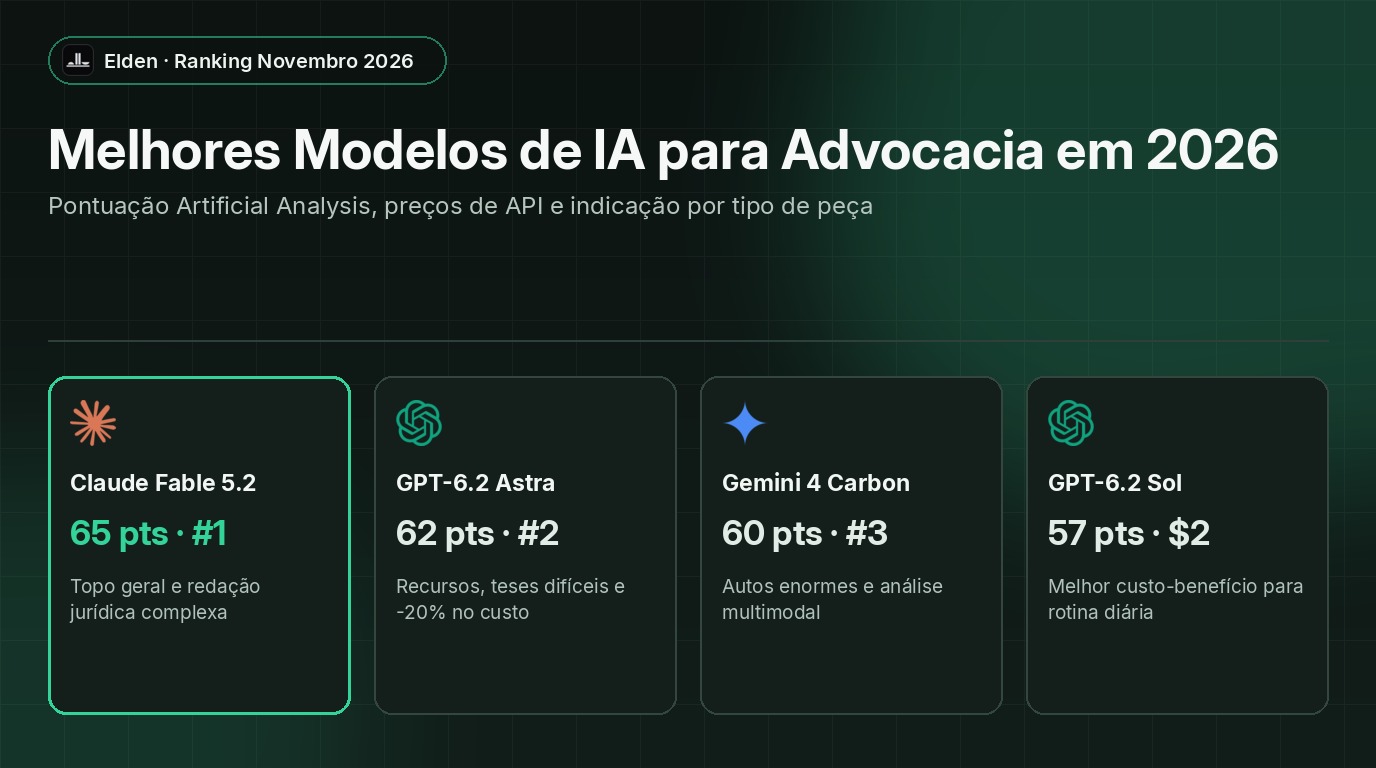 Elden · Ranking Novembro 2026
Melhores Modelos de IA para Advocacia em 2026
Pontuação Artificial Analysis, preços de API e indicação por tipo de peça
Claude Fable 5.2
65 pts · #1
Topo geral e redação
jurídica complexa
GPT-6.2 Astra
62 pts · #2
Recursos, teses difíceis e
-20% no custo
Gemini 4 Carbon
60 pts · #3
Autos enormes e análise
multimodal
GPT-6.2 Sol
57 pts · $2
Melhor custo-benefício para
rotina diária